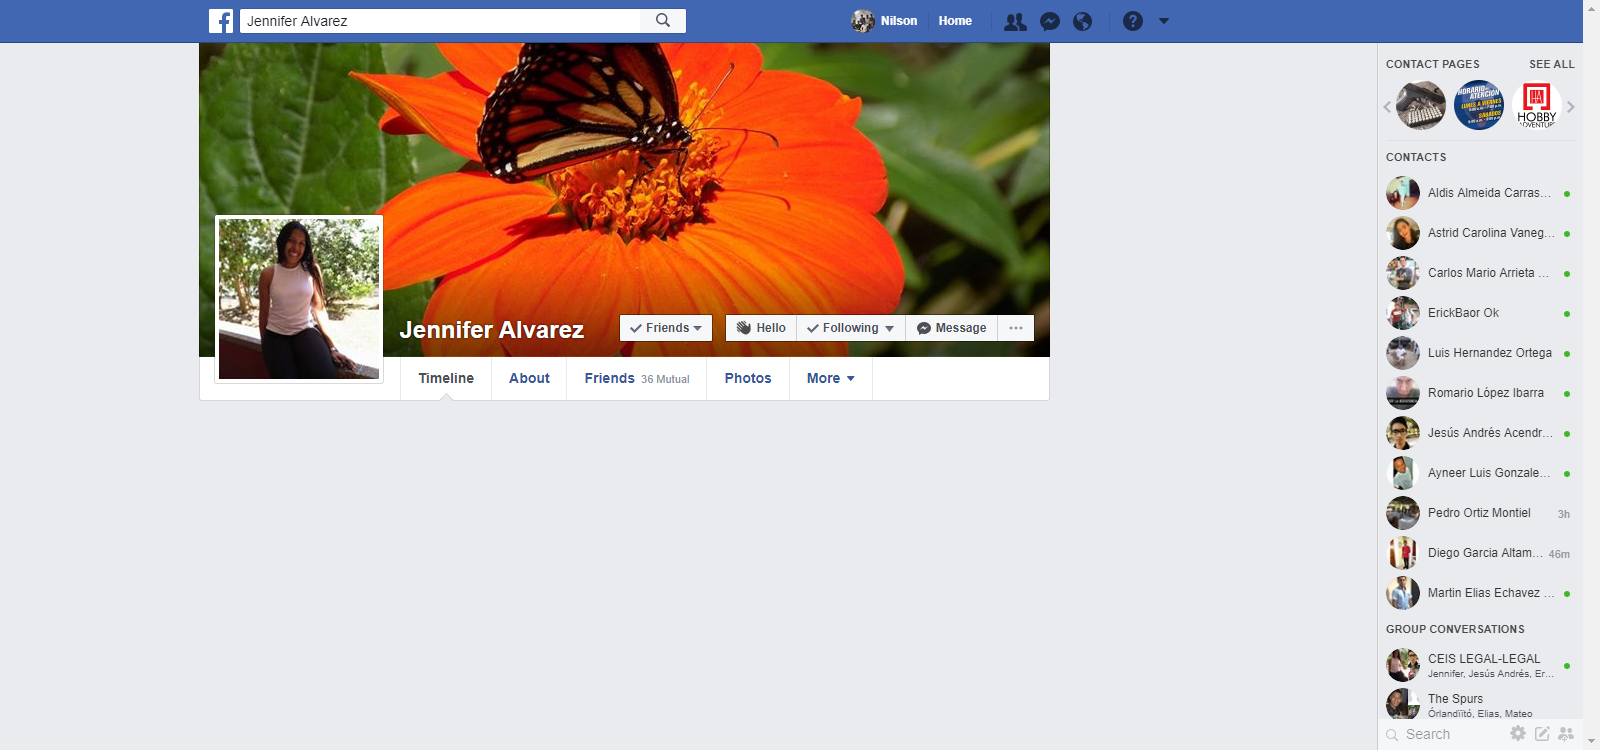 Jennifer Alvarez
Nilson
Home
Jennifer Alvarez
Friends
Hello
Following
Message
Timeline
About
Friends 36 Mutual
Photos
More
CONTACT PAGES SEE ALL
HORARIO DE
ATENCION
LUNES A VIERNES
SABADOS
HOBBY
ADVENTURE
CONTACTS
Aldis Almeida Carras...
Astrid Carolina Vaneg...
Carlos Mario Arrieta ...
ErickBaor Ok
Luis Hernandez Ortega
Romario López Ibarra
Jesús Andrés Acendr...
Ayneer Luis Gonzale...
Pedro Ortiz Montiel 3h
Diego Garcia Altam... 46m
Martin Elias Echavez ...
GROUP CONVERSATIONS
CEIS LEGAL-LEGAL
Jennifer, Jesús Andrés, Er...
The Spurs
Órlandïïtó, Elias, Mateo
Search